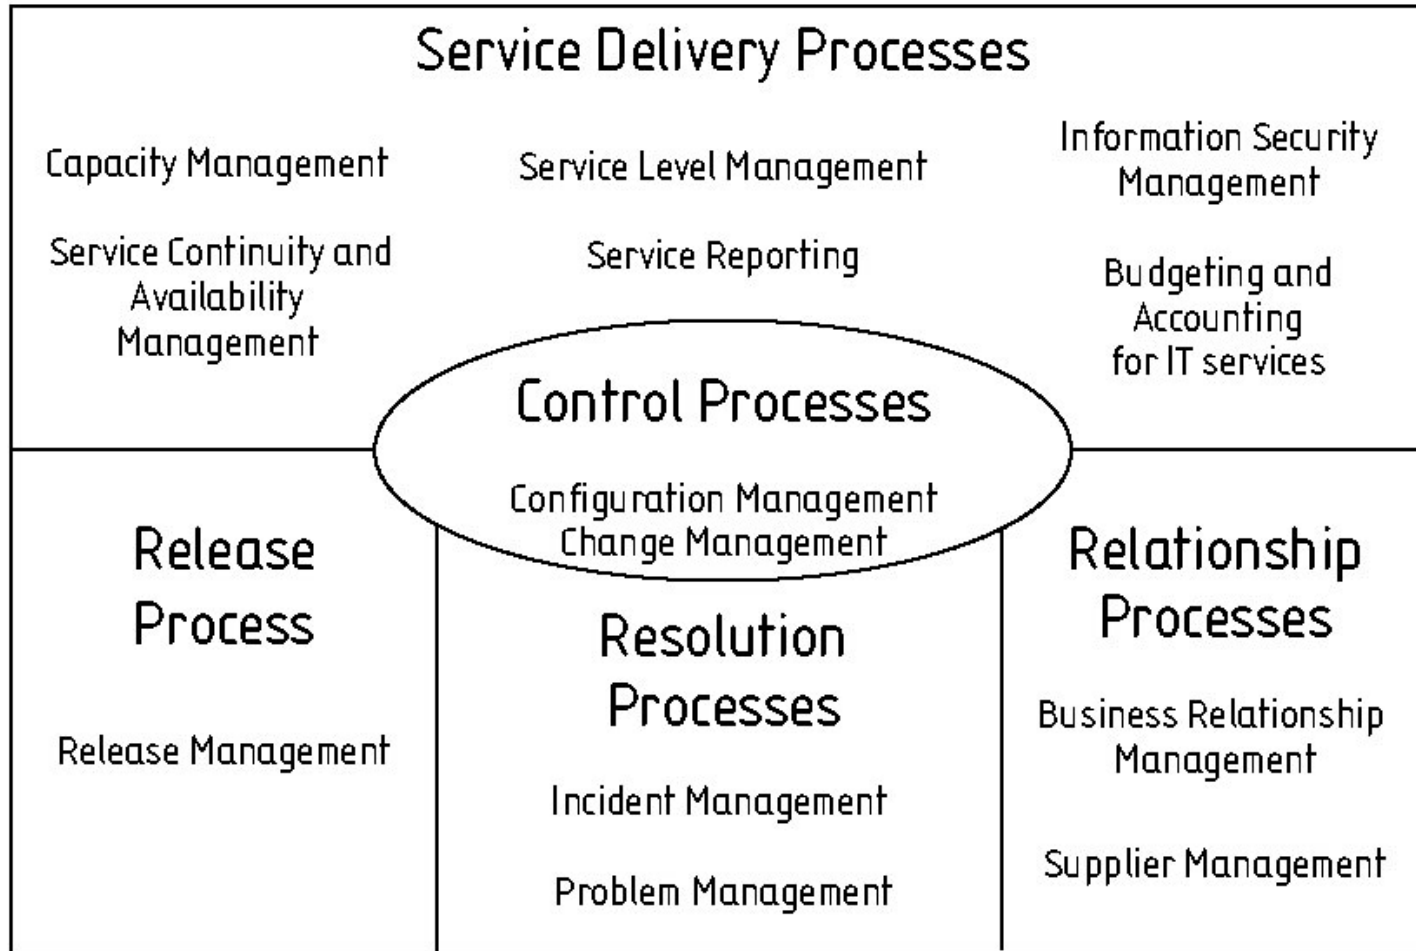 Service Delivery Processes
Capacity Management
Service Continuity and
Availability
Management
Service Level Management
Service Reporting
Information Security
Management
Budgeting and
Accounting
for IT services
Control Processes
Configuration Management
Change Management
Release
Process
Release Management
Resolution
Processes
Incident Management
Problem Management
Relationship
Processes
Business Relationship
Management
Supplier Management